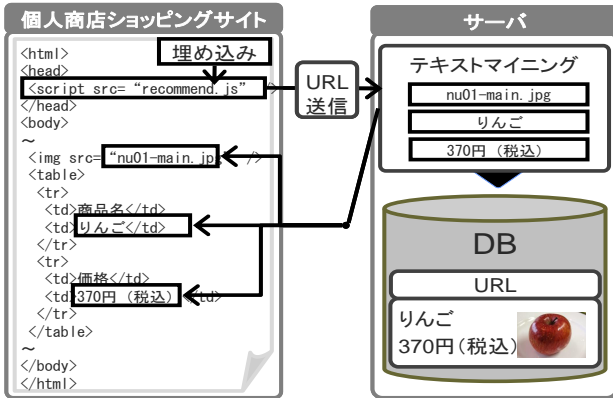 個人商店ショッピングサイト
<html>
埋め込み
<head>
<script src= “recommend.js” />
</head>
<body>
～
<img src= “nu01-main.jp />
<table>
<tr>
<td>商品名</td>
<td>りんご</td>
</tr>
<tr>
<td>価格</td>
<td>370円（税込）</td>
</tr>
</table>
～
</body>
</html>
URL
送信
サーバ
テキストマイニング
nu01-main.jpg
りんご
370円（税込）
DB
URL
りんご
370円（税込）